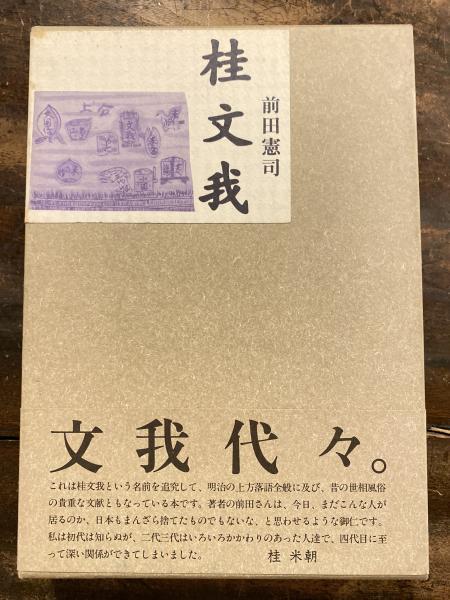 桂文我
前田憲司
上谷
文我
文我代々。
これは桂文我という名前を追究して、明治の上方落語全般に及び、昔の世相風俗
の貴重な文献ともなっている本です。著者の前田さんは、今日、まだこんな人が
居るのか、日本もまんざら捨てたものでもないな、と思わせるような御仁です。
私は初代は知らぬが、二代三代はいろいろかかわりのあった人達で、四代目に至
って深い関係ができてしまいました。
桂 米朝